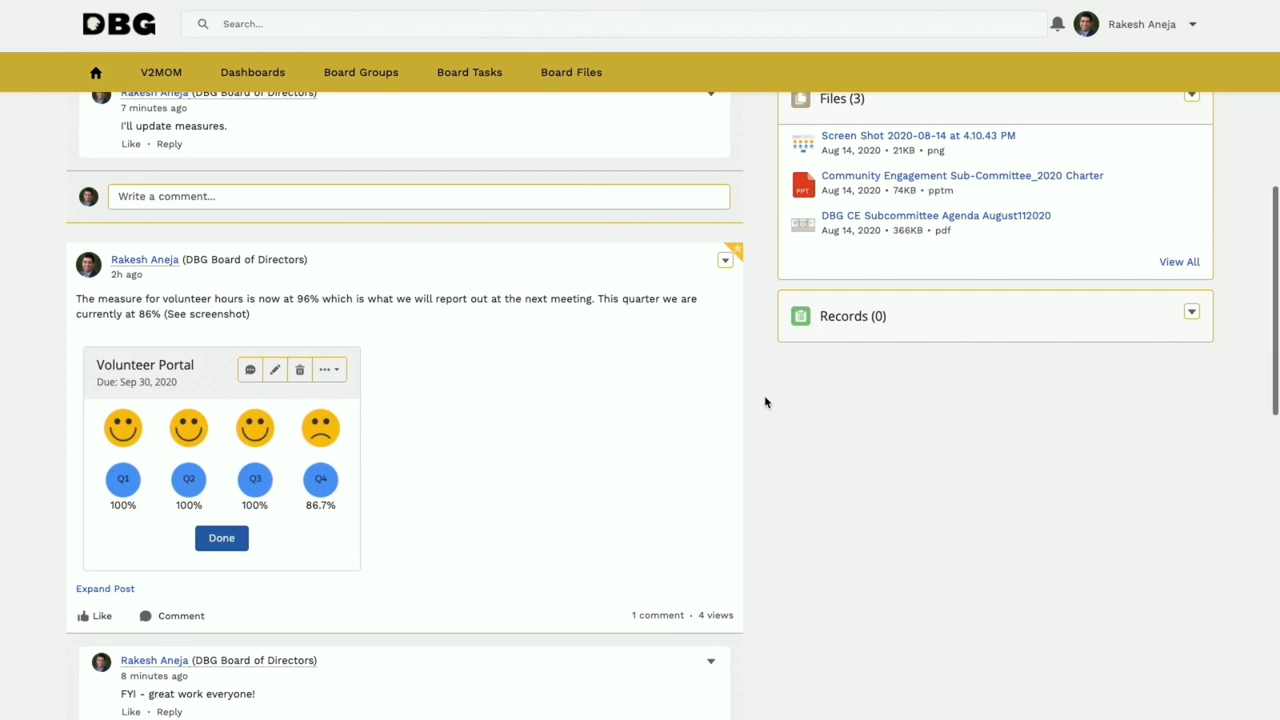 DBG
Search...
Rakesh Aneja
V2MOM
Dashboards
Board Groups
Board Tasks
Board Files
Rakesh Aneja (DBG Board of Directors)
7 minutes ago
I'll update measures.
Like • Reply
Write a comment...
Rakesh Aneja (DBG Board of Directors)
2h ago
The measure for volunteer hours is now at 96% which is what we will report out at the next meeting. This quarter we are
currently at 86% (See screenshot)
Volunteer Portal
Due: Sep 30, 2020
Q1 Q2 Q3 Q4
100% 100% 100% 86.7%
Done
Expand Post
Like
Comment
1 comment • 4 views
Rakesh Aneja (DBG Board of Directors)
8 minutes ago
FYI - great work everyone!
Like • Reply
Files (3)
Screen Shot 2020-08-14 at 4.10.43 PM
Aug 14, 2020 • 21KB • png
PPT
Community Engagement Sub-Committee_2020 Charter
Aug 14, 2020 • 74KB • pptm
DBG CE Subcommittee Agenda August112020
Aug 14, 2020 • 366KB • pdf
View All
Records (0)